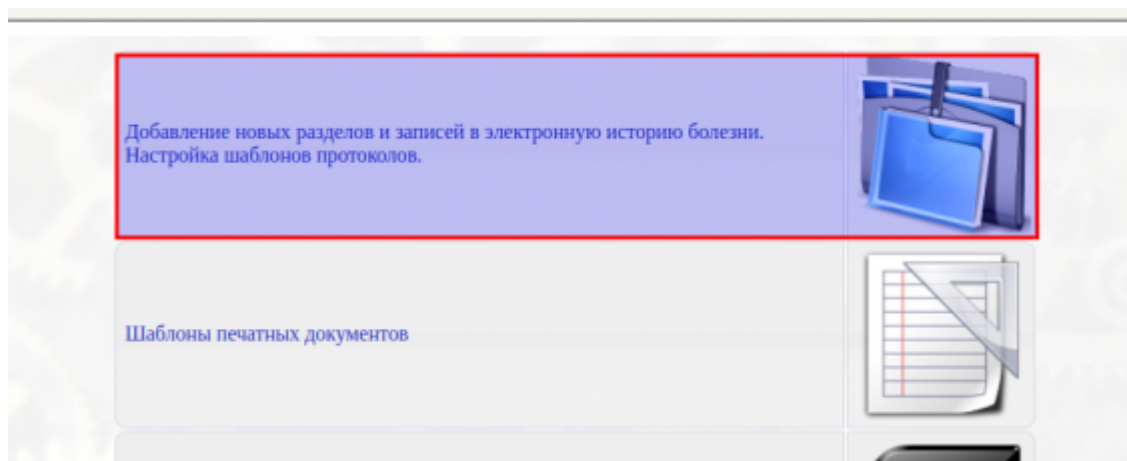 Добавление новых разделов и записей в электронную историю болезни.
Настройка шаблонов протоколов.
Шаблоны печатных документов